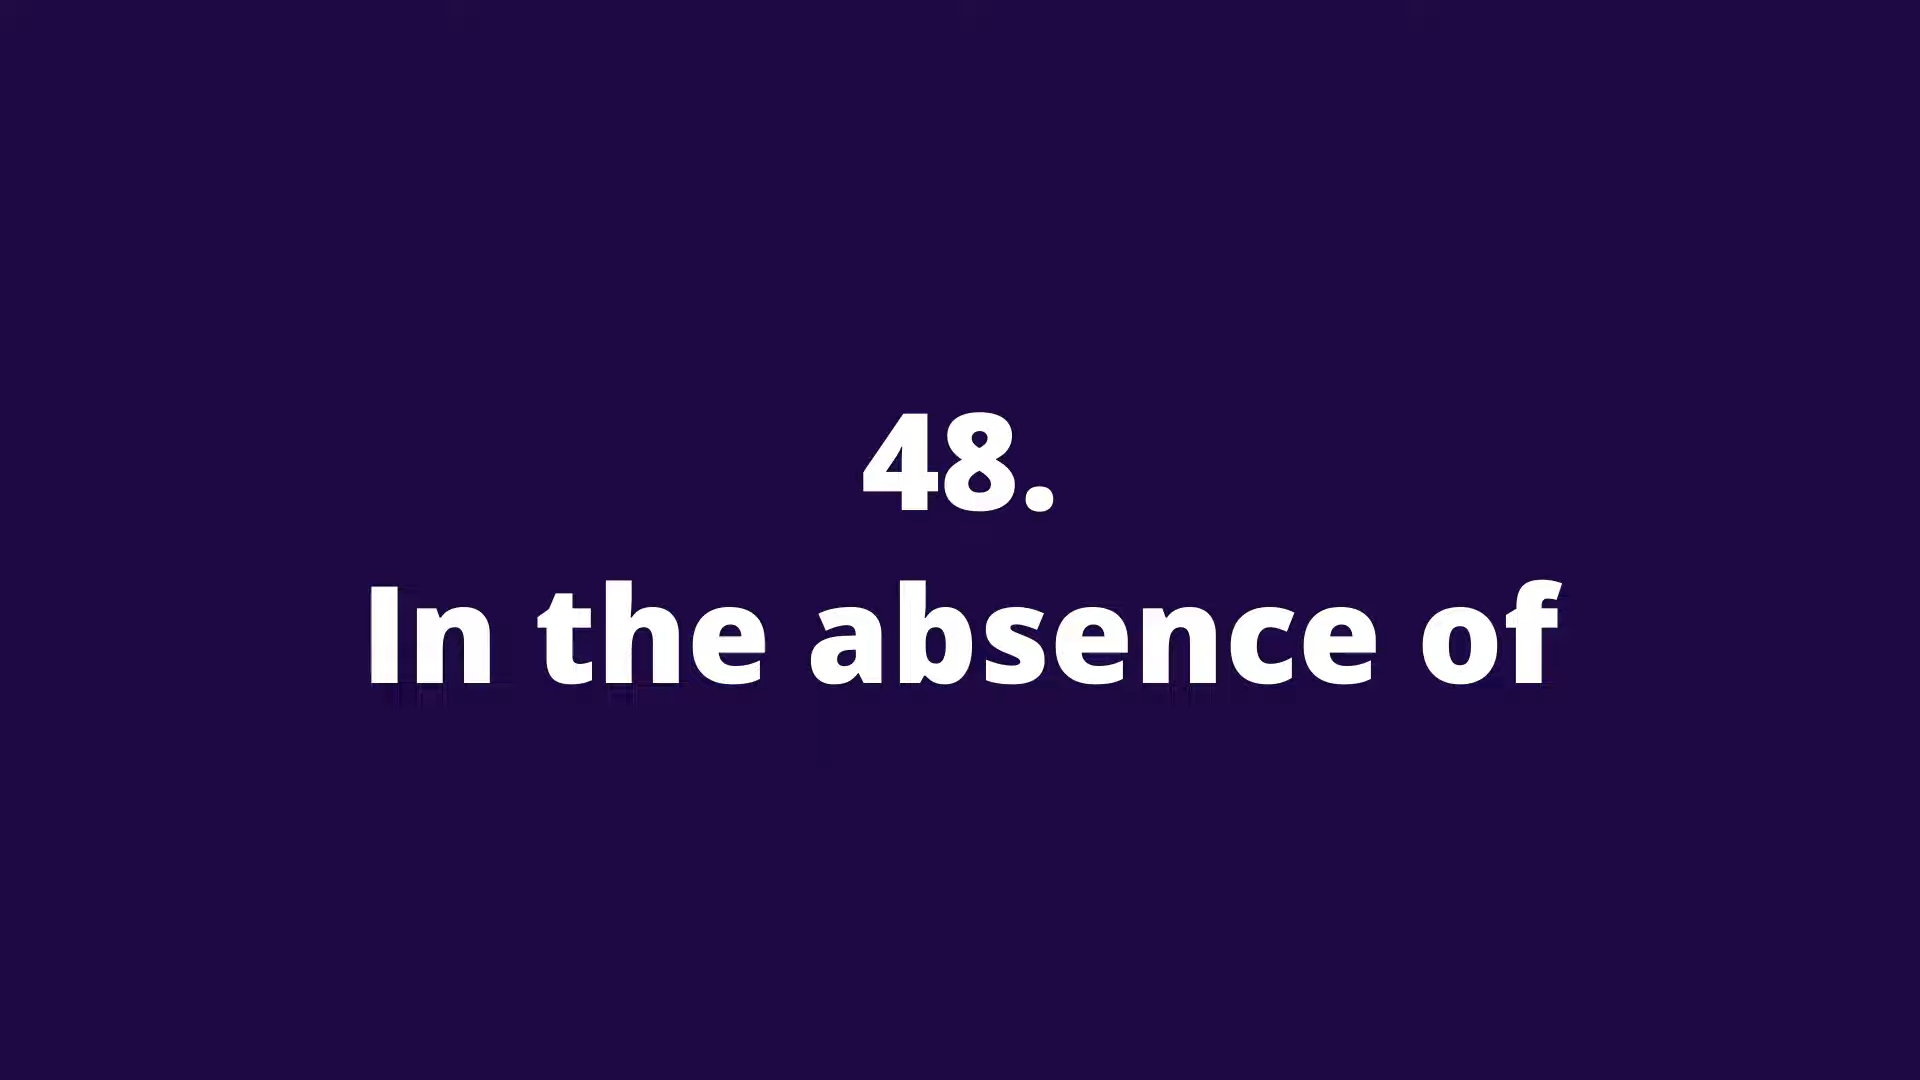 48.
In the absence of